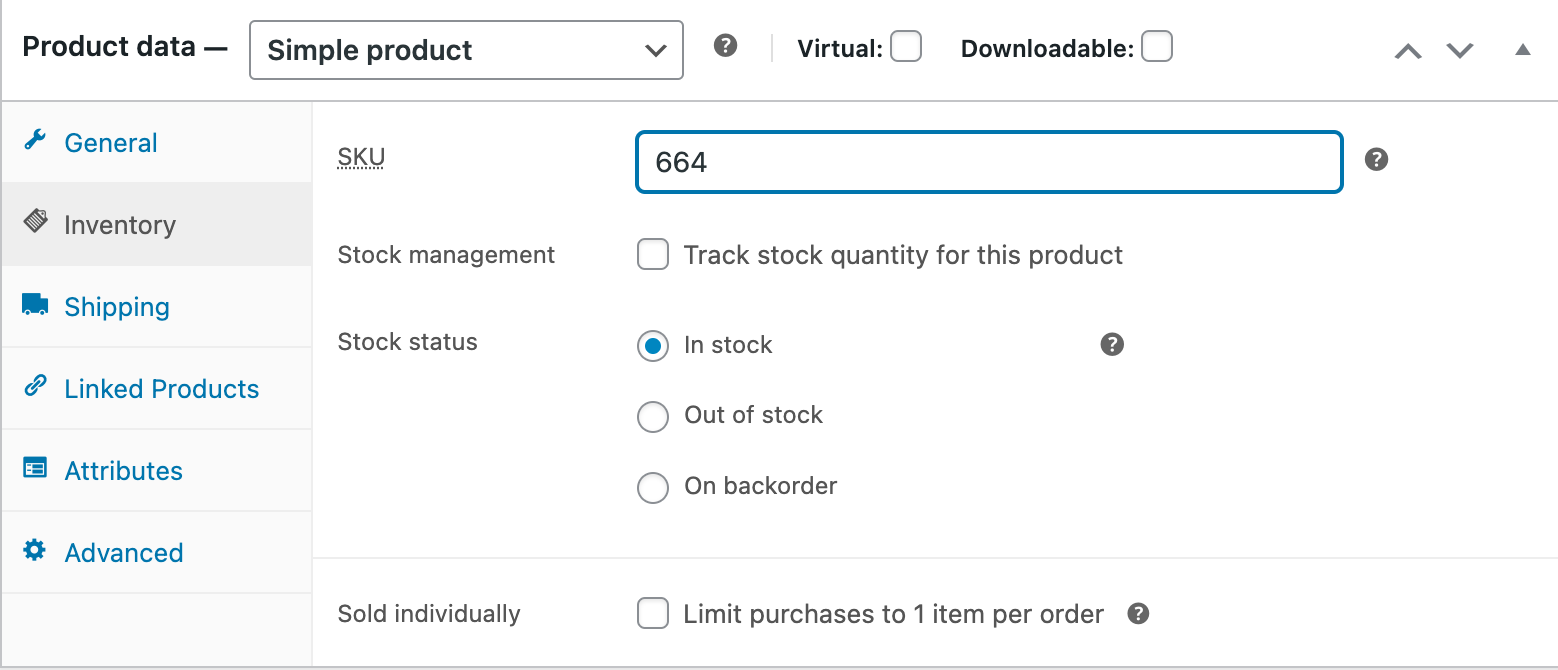 Product data — Simple product Virtual: Downloadable:
General
Inventory
Shipping
Linked Products
Attributes
Advanced
SKU 664
Stock management Track stock quantity for this product
Stock status In stock
Out of stock
On backorder
Sold individually Limit purchases to 1 item per order